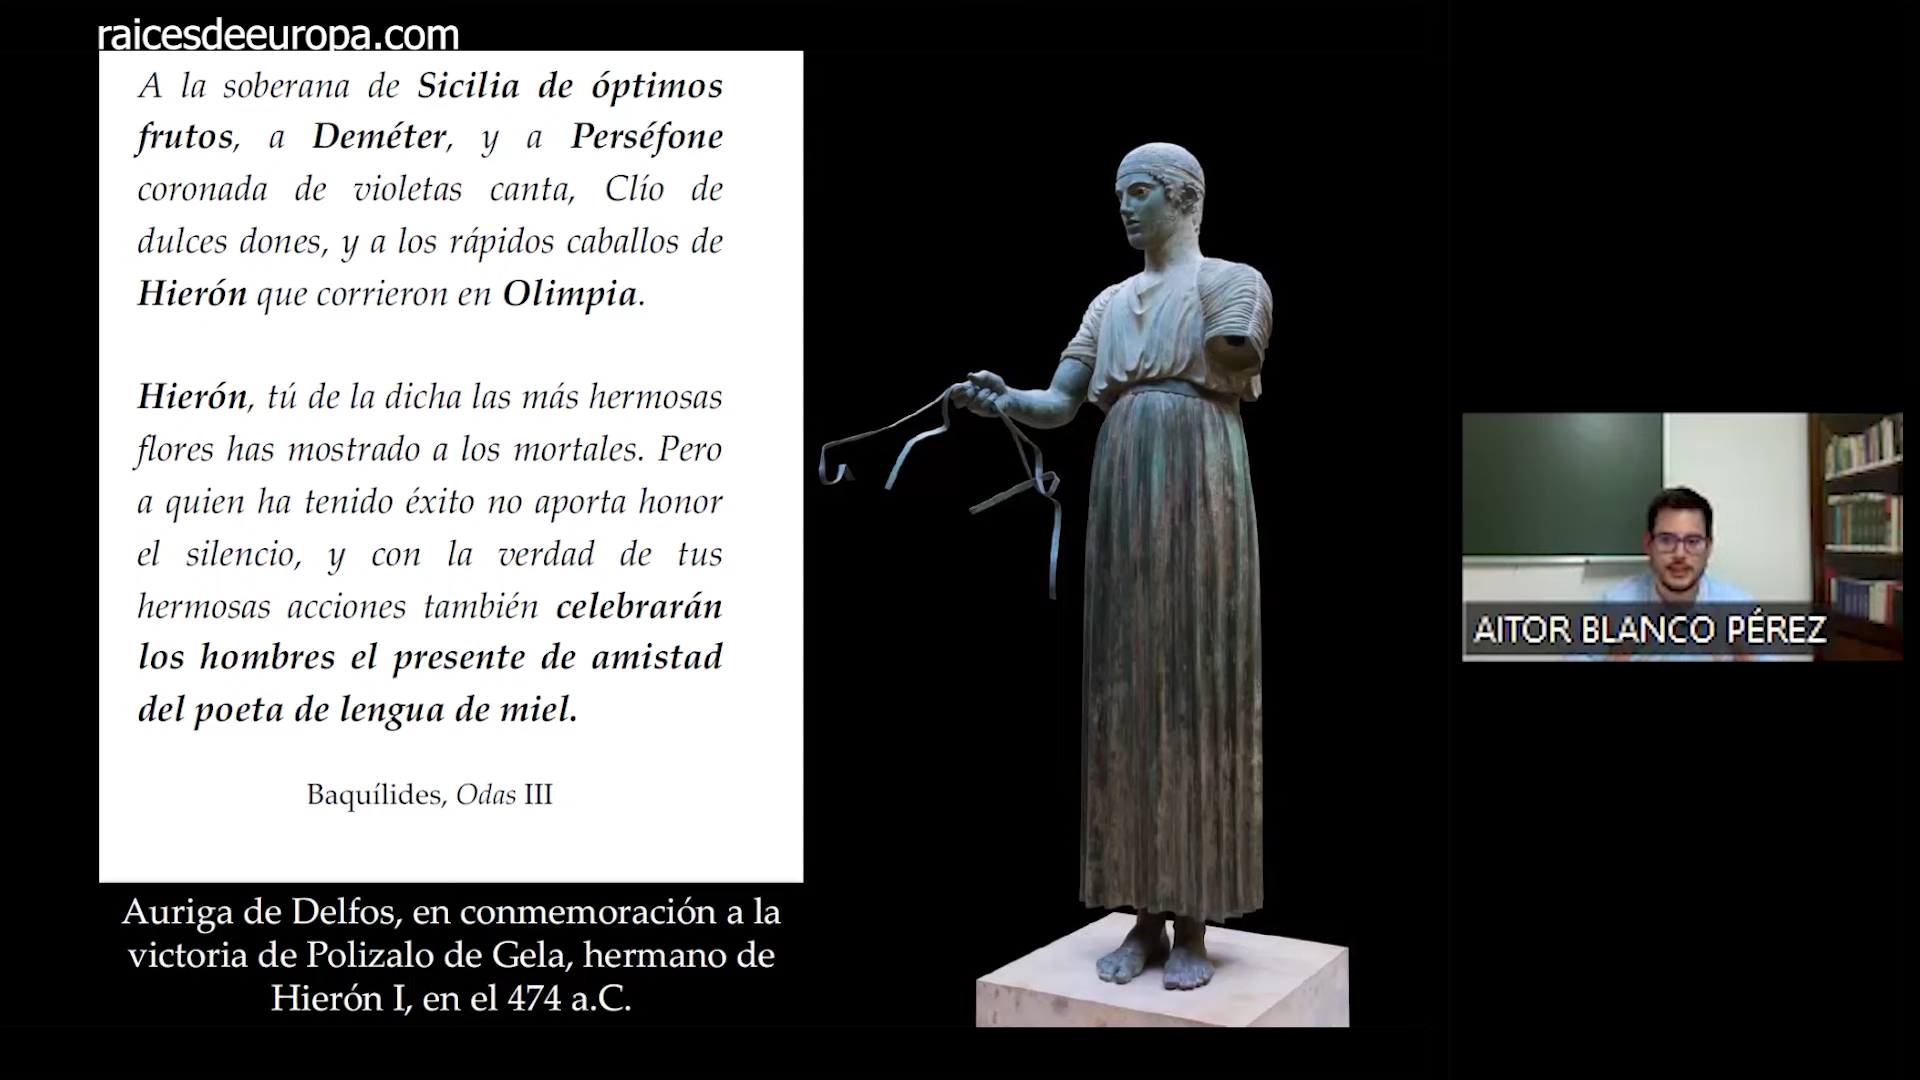 raicesdeeuropa.com
A la soberana de Sicilia de óptimos
frutos, a Deméter, y a Perséfone
coronada de violetas canta, Clío de
dulces dones, y a los rápidos caballos de
Hierón que corrieron en Olimpia.
Hierón, tú de la dicha las más hermosas
flores has mostrado a los mortales. Pero
a quien ha tenido éxito no aporta honor
el silencio, y con la verdad de tus
hermosas acciones también celebrarán
los hombres el presente de amistad
del poeta de lengua de miel.
Baquílides, Odas III
Auriga de Delfos, en conmemoración a la
victoria de Polizalo de Gela, hermano de
Hierón I, en el 474 a.C.
AITOR BLANCO PÉREZ